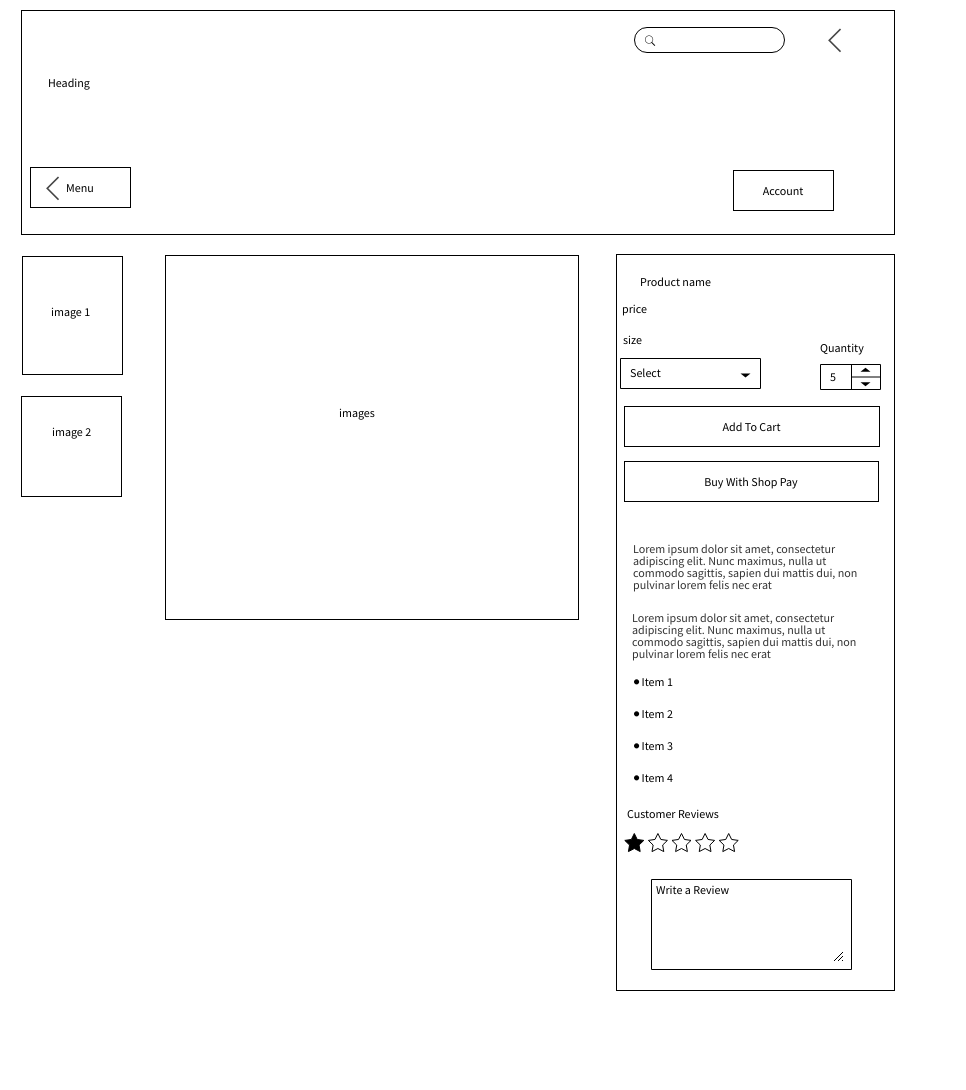 Heading
Menu
Account
image 1
image 2
images
Product name
price
size
Quantity
Select
5
Add To Cart
Buy With Shop Pay
Lorem ipsum dolor sit amet, consectetur
adipiscing elit. Nunc maximus, nulla ut
commodo sagittis, sapien dui mattis dui, non
pulvinar lorem felis nec erat
Lorem ipsum dolor sit amet, consectetur
adipiscing elit. Nunc maximus, nulla ut
commodo sagittis, sapien dui mattis dui, non
pulvinar lorem felis nec erat
Item 1
Item 2
Item 3
Item 4
Customer Reviews
Write a Review